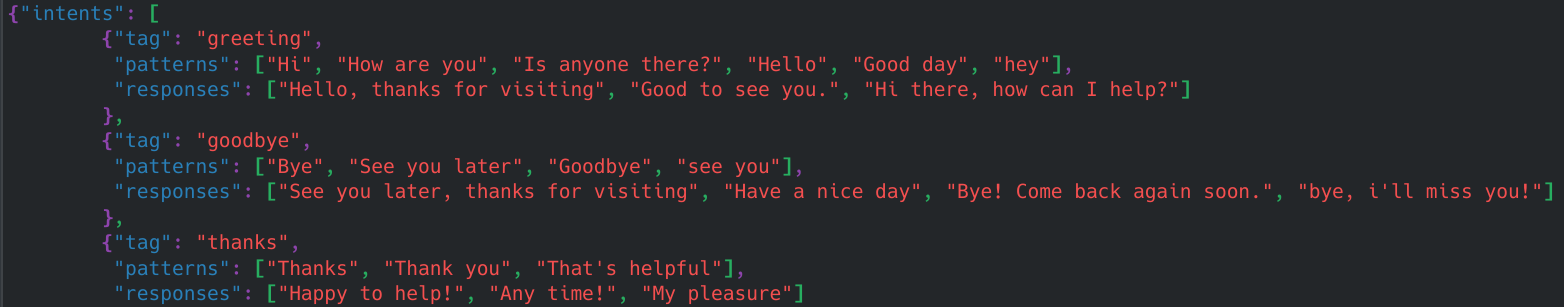 {"intents": [
        {"tag": "greeting",
         "patterns": ["Hi", "How are you", "Is anyone there?", "Hello", "Good day", "hey"],
         "responses": ["Hello, thanks for visiting", "Good to see you.", "Hi there, how can I help?"]
        },
        {"tag": "goodbye",
         "patterns": ["Bye", "See you later", "Goodbye", "see you"],
         "responses": ["See you later, thanks for visiting", "Have a nice day", "Bye! Come back again soon.", "bye, i'll miss you!"]
        },
        {"tag": "thanks",
         "patterns": ["Thanks", "Thank you", "That's helpful"],
         "responses": ["Happy to help!", "Any time!", "My pleasure"]